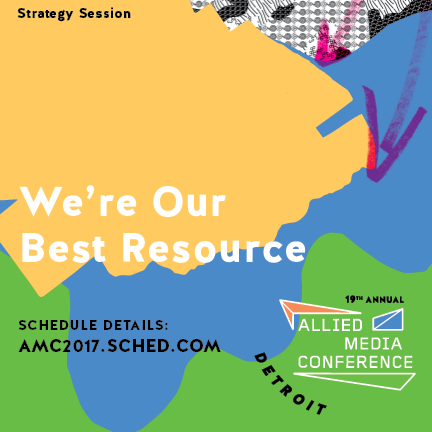 Strategy Session
We’re Our
Best Resource
SCHEDULE DETAILS:
AMC2017.SCHED.COM
19TH ANNUAL
ALLIED
MEDIA
CONFERENCE
DETROIT